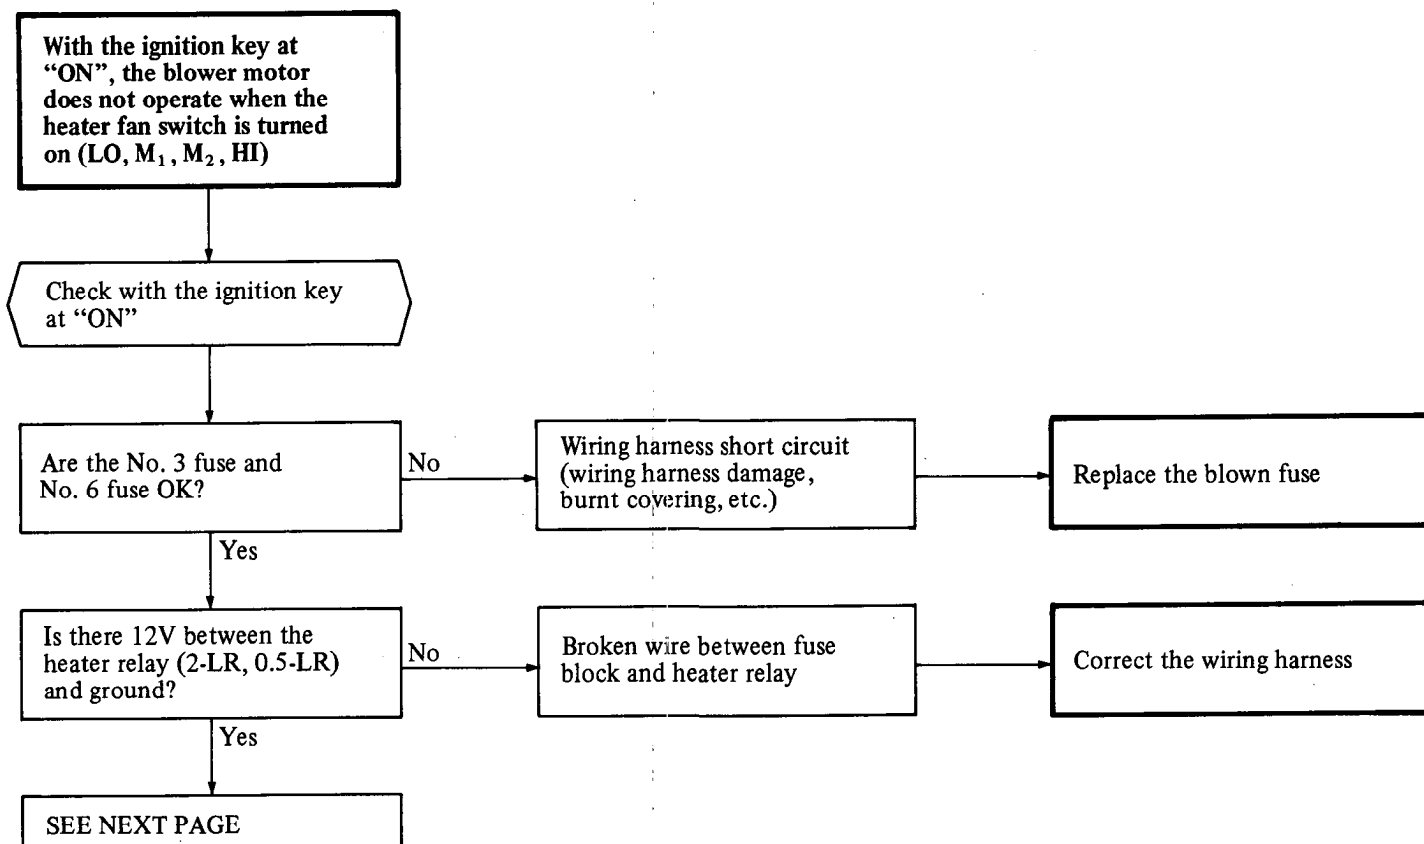 With the ignition key at
“ON”, the blower motor
does not operate when the
heater fan switch is turned
on (LO, M₁, M₂, HI)
Check with the ignition key
at “ON”
Are the No. 3 fuse and
No. 6 fuse OK?
No
Wiring harness short circuit
(wiring harness damage,
burnt covering, etc.)
Replace the blown fuse
Yes
Is there 12V between the
heater relay (2-LR, 0.5-LR)
and ground?
No
Broken wire between fuse
block and heater relay
Correct the wiring harness
Yes
SEE NEXT PAGE